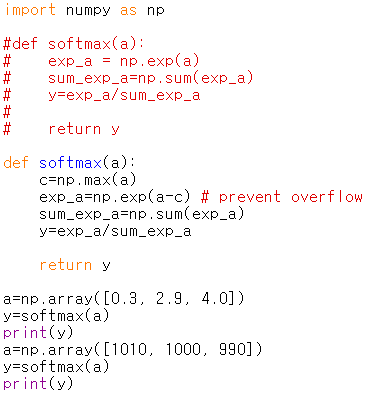 import numpy as np

#def softmax(a):
#    exp_a = np.exp(a)
#    sum_exp_a=np.sum(exp_a)
#    y=exp_a/sum_exp_a
#
#    return y

def softmax(a):
    c=np.max(a)
    exp_a=np.exp(a-c) # prevent overflow
    sum_exp_a=np.sum(exp_a)
    y=exp_a/sum_exp_a

    return y

a=np.array([0.3, 2.9, 4.0])
y=softmax(a)
print(y)
a=np.array([1010, 1000, 990])
y=softmax(a)
print(y)